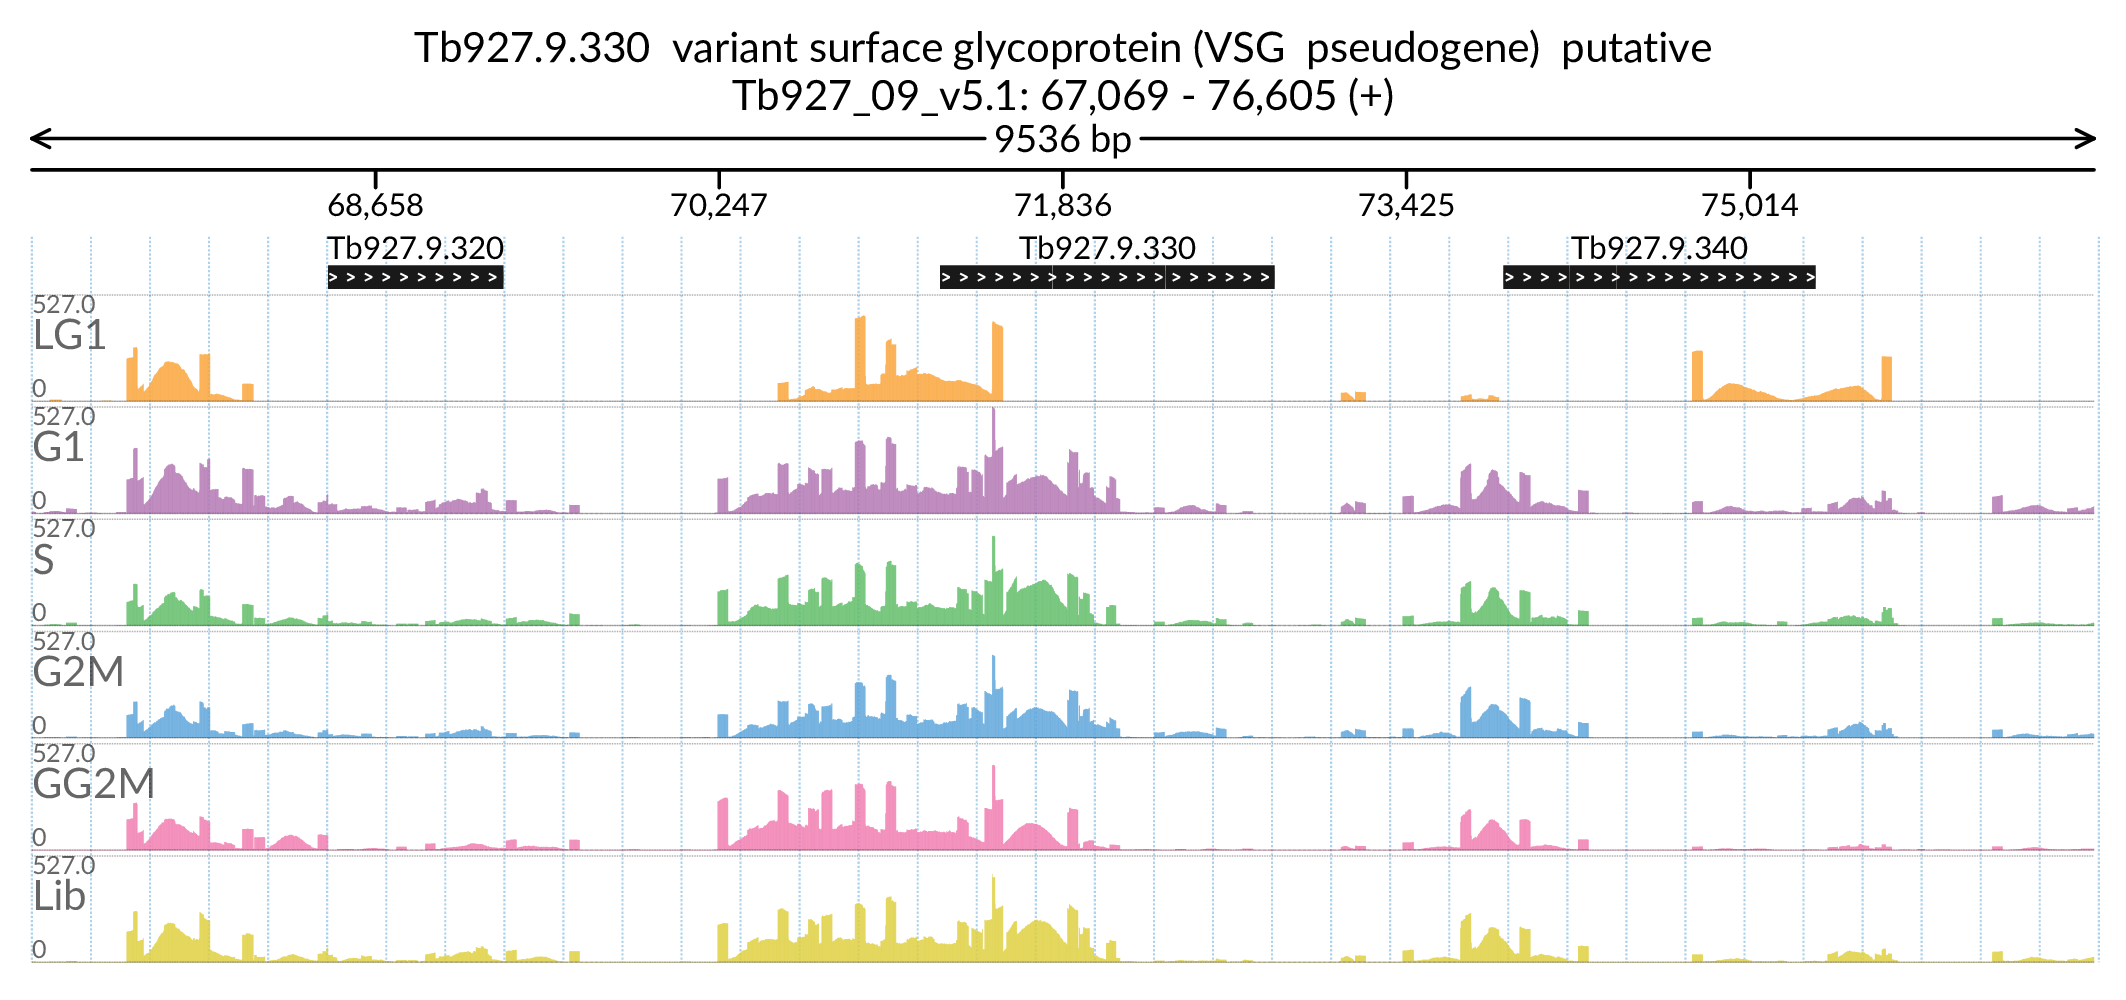 Tb927.9.330 variant surface glycoprotein (VSG pseudogene) putative
Tb927_09_v5.1: 67,069 - 76,605 (+)
9536 bp
68,658 70,247 71,836 73,425 75,014
Tb927.9.320 Tb927.9.330 Tb927.9.340
527.0
LG1
0
527.0
G1
0
527.0
S
0
527.0
G2M
0
527.0
GG2M
0
527.0
Lib
0